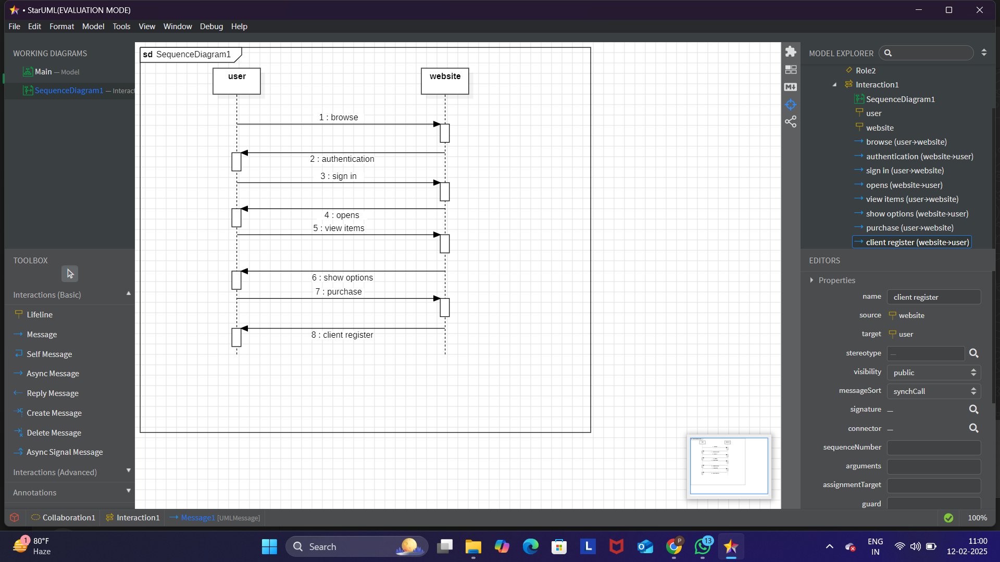 StarUML(EVALUATION MODE)
File Edit Format Model Tools View Window Debug Help
WORKING DIAGRAMS
Main — Model
SequenceDiagram1 — Interact
TOOLBOX
Interactions (Basic)
Lifeline
Message
Self Message
Async Message
Reply Message
Create Message
Delete Message
Async Signal Message
Interactions (Advanced)
Annotations
sd SequenceDiagram1
user
website
1 : browse
2 : authentication
3 : sign in
4 : opens
5 : view items
6 : show options
7 : purchase
8 : client register
MODEL EXPLORER
Role2
Interaction1
SequenceDiagram1
user
website
browse (user→website)
authentication (website→user)
sign in (user→website)
opens (website→user)
view items (user→website)
show options (website→user)
purchase (user→website)
client register (website→user)
EDITORS
Properties
name client register
source website
target user
stereotype —
visibility public
messageSort synchCall
signature —
connector —
sequenceNumber
arguments
assignmentTarget
guard
Collaboration1 Interaction1 Message1 [UMLMessage]
100%
1
80°F
Haze
Search
L
P
13
ENG
IN
11:00
12-02-2025